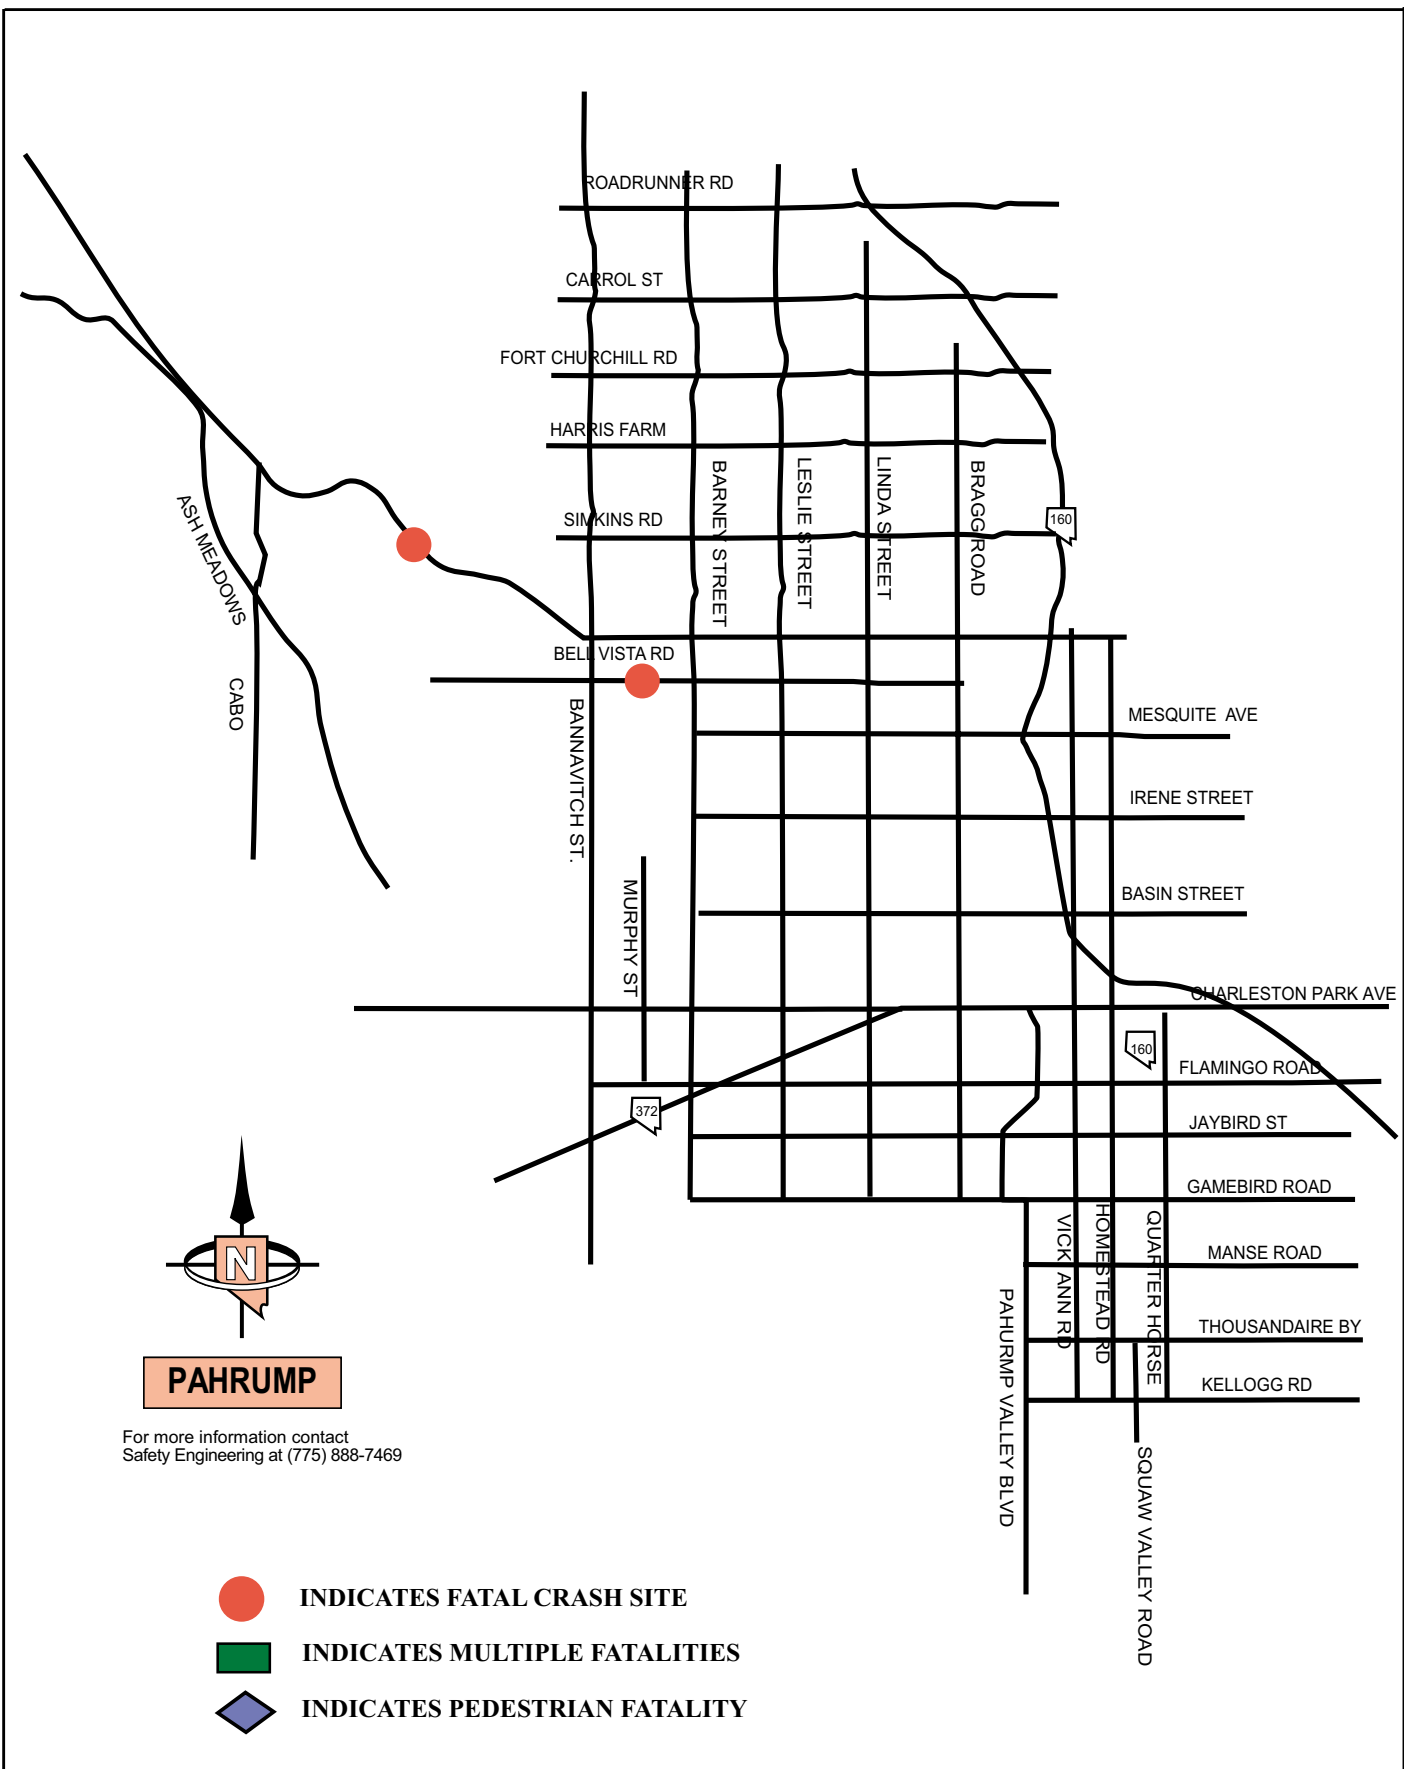 ROADRUNNER RD
CARROL ST
FORT CHURCHILL RD
HARRIS FARM
BARNEY STREET
LESLIE STREET
LINDA STREET
BRAGG ROAD
ASH MEADOWS
SIMKINS RD
160
BELL VISTA RD
CABO
BANNAVITCH ST.
MESQUITE AVE
IRENE STREET
MURPHY ST
BASIN STREET
CHARLESTON PARK AVE
160
FLAMINGO ROAD
372
JAYBIRD ST
GAMEBIRD ROAD
VICKI ANN RD
HOMESTEAD RD
QUARTER HORSE
MANSE ROAD
N
PAHURMP VALLEY BLVD
THOUSANDAIRE BY
PAHRUMP
KELLOGG RD
For more information contact
Safety Engineering at (775) 888-7469
SQUAW VALLEY ROAD
INDICATES FATAL CRASH SITE
INDICATES MULTIPLE FATALITIES
INDICATES PEDESTRIAN FATALITY